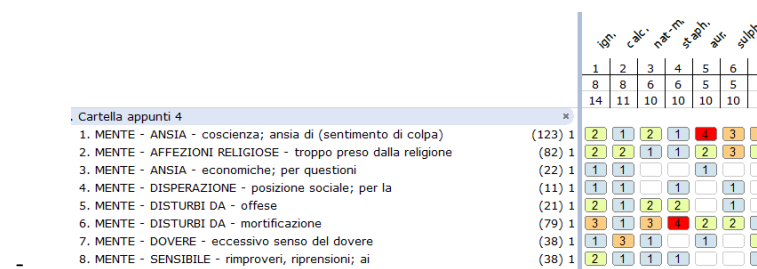 ign. calc. nat-m. staph. aur. sulph
1 2 3 4 5 6
8 8 6 6 5 5
14 11 10 10 10 10
. Cartella appunti 4 ×
1. MENTE - ANSIA - coscienza; ansia di (sentimento di colpa) (123) 1 2 1 2 1 4 3
2. MENTE - AFFEZIONI RELIGIOSE - troppo preso dalla religione (82) 1 2 2 1 1 2 3
3. MENTE - ANSIA - economiche; per questioni (22) 1 1 1 1
4. MENTE - DISPERAZIONE - posizione sociale; per la (11) 1 1 1 1 1
5. MENTE - DISTURBI DA - offese (21) 1 2 1 2 2 1
6. MENTE - DISTURBI DA - mortificazione (79) 1 3 1 3 4 2 2
7. MENTE - DOVERE - eccessivo senso del dovere (38) 1 1 3 1 1
- 8. MENTE - SENSIBILE - rimproveri, riprensioni; ai (38) 1 2 1 1 1